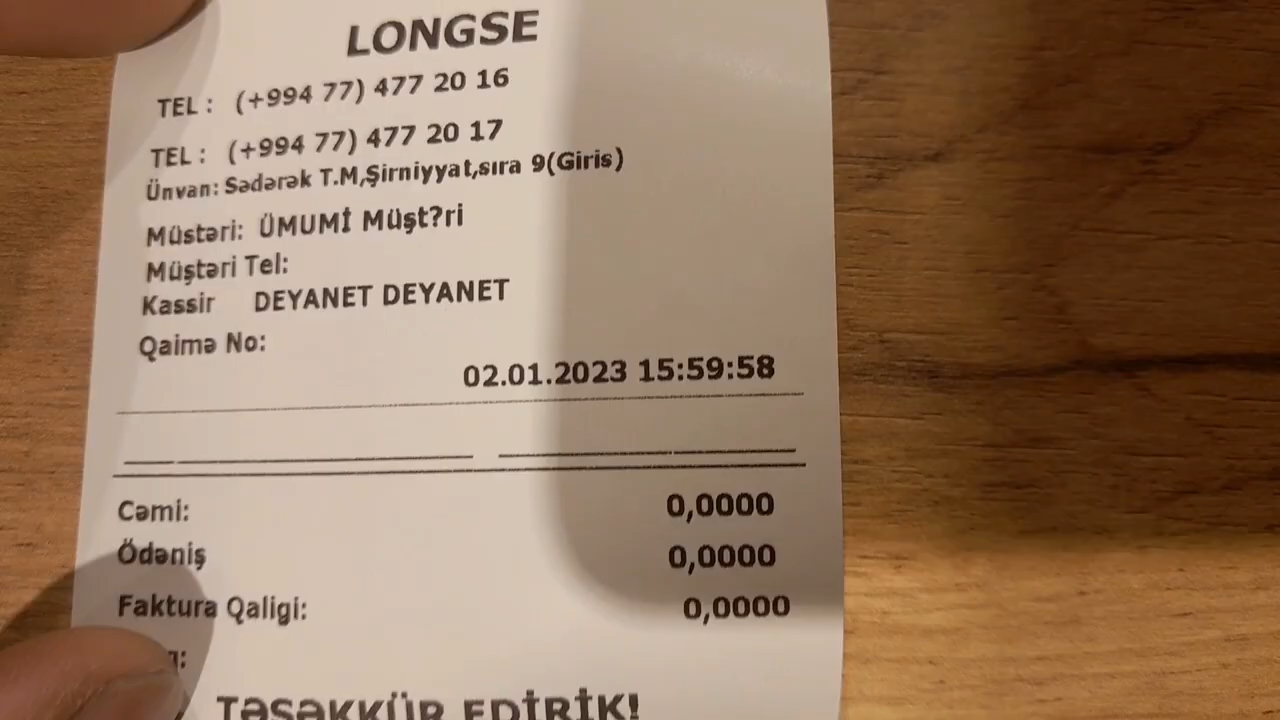 LONGSE
TEL : (+994 77) 477 20 16
TEL : (+994 77) 477 20 17
Ünvan: Sədərək T.M,Şirniyyat,sıra 9(Giris)
Müstəri: ÜMUMİ Müşt?ri
Müştəri Tel:
Kassir DEYANET DEYANET
Qaimə No:
02.01.2023 15:59:58
Cəmi: 0,0000
Ödəniş 0,0000
Faktura Qaligi: 0,0000
TƏŞƏKKÜR EDİRİK!